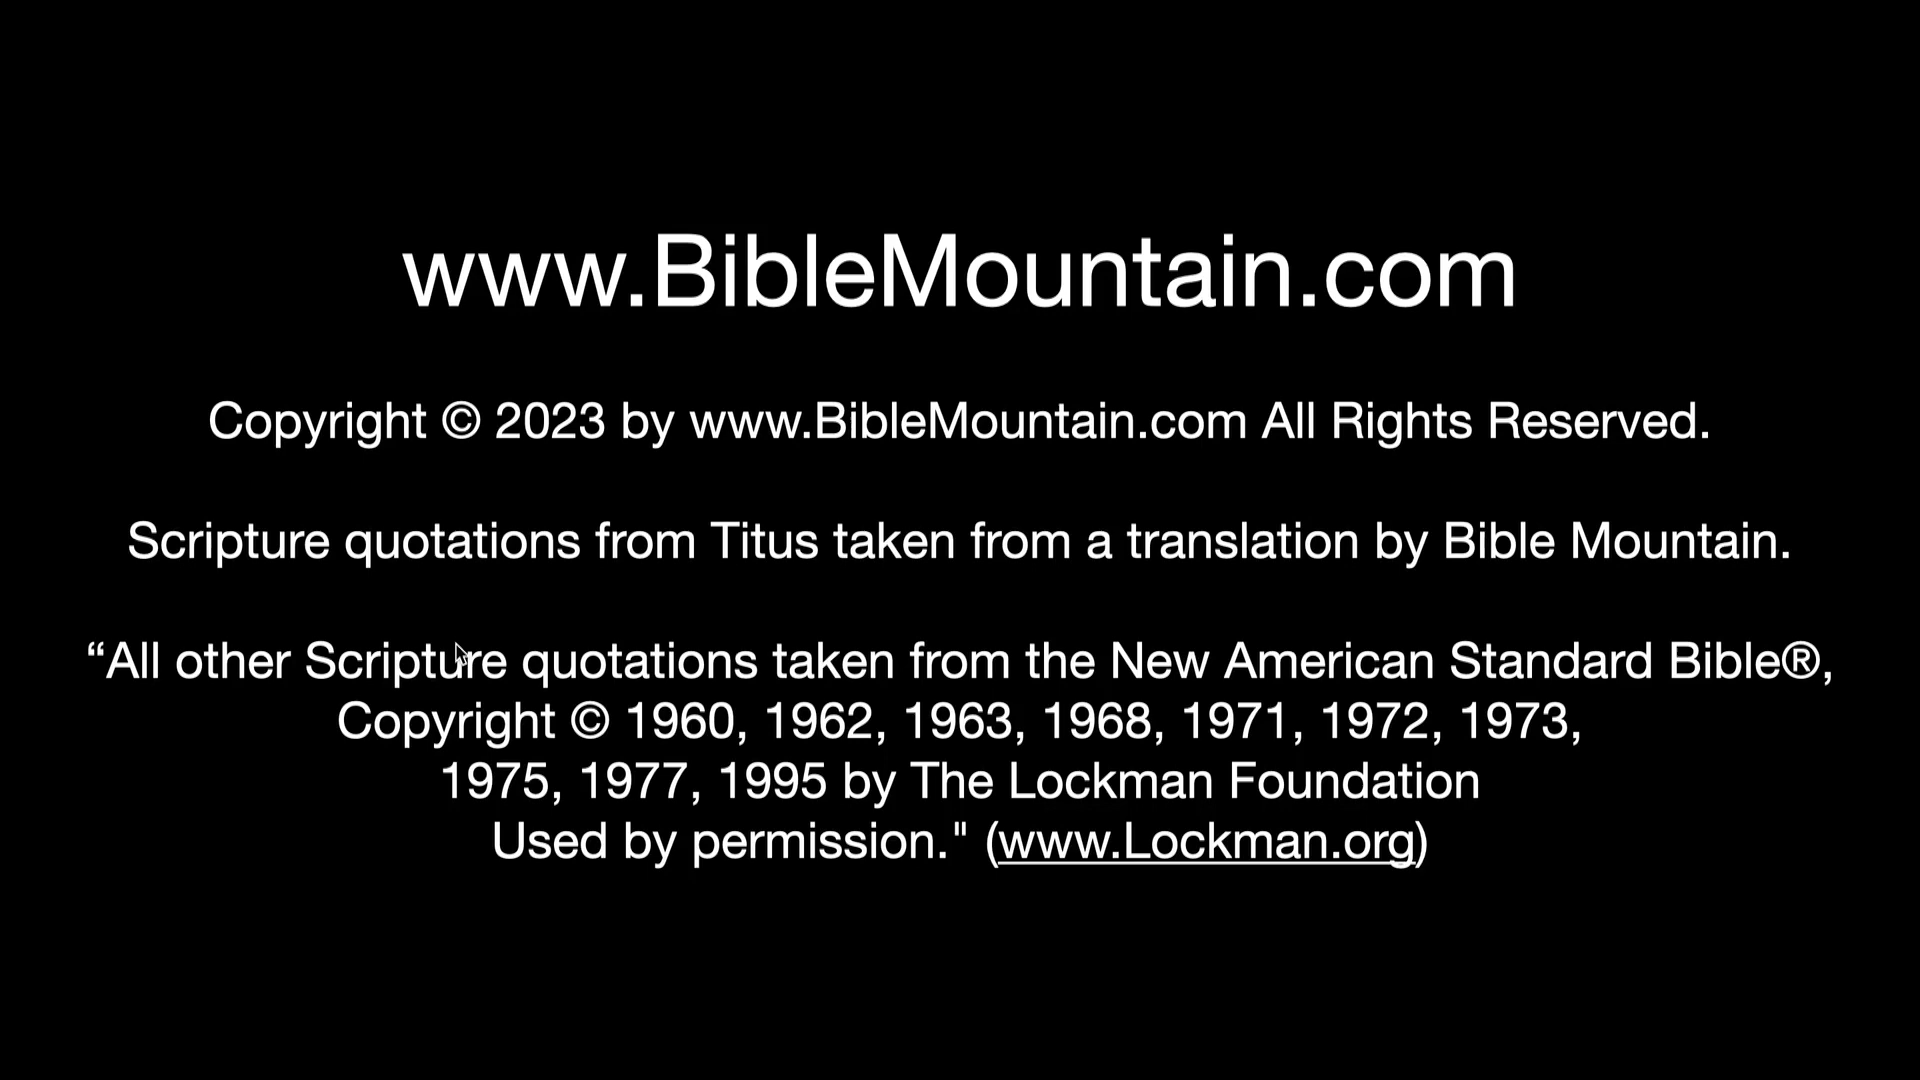 www.BibleMountain.com
Copyright © 2023 by www.BibleMountain.com All Rights Reserved.
Scripture quotations from Titus taken from a translation by Bible Mountain.
“All other Scripture quotations taken from the New American Standard Bible®,
Copyright © 1960, 1962, 1963, 1968, 1971, 1972, 1973,
1975, 1977, 1995 by The Lockman Foundation
Used by permission." (www.Lockman.org)